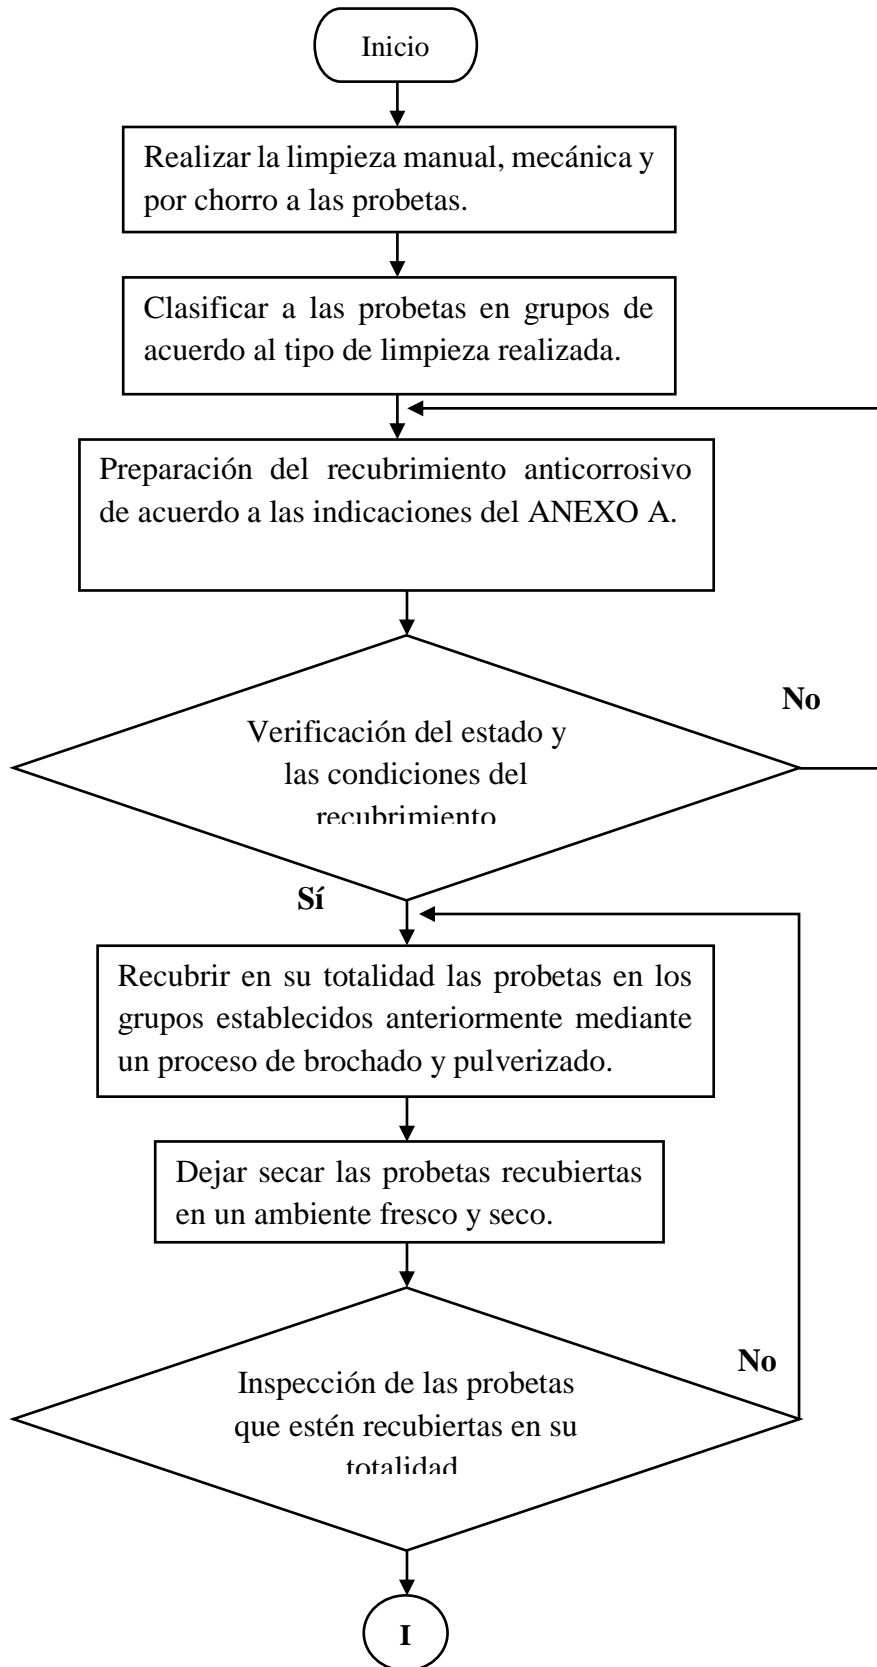 Inicio
Realizar la limpieza manual, mecánica y
por chorro a las probetas.
Clasificar a las probetas en grupos de
acuerdo al tipo de limpieza realizada.
Preparación del recubrimiento anticorrosivo
de acuerdo a las indicaciones del ANEXO A.
No
Verificación del estado y
las condiciones del
recubrimiento
Sí
Recubrir en su totalidad las probetas en los
grupos establecidos anteriormente mediante
un proceso de brochado y pulverizado.
Dejar secar las probetas recubiertas
en un ambiente fresco y seco.
No
Inspección de las probetas
que estén recubiertas en su
totalidad
I